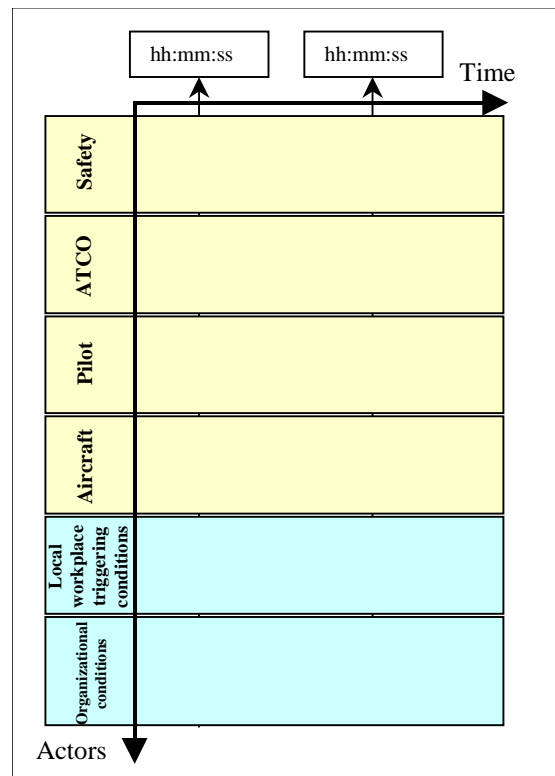 hh:mm:ss
hh:mm:ss
Time
Safety
ATCO
Pilot
Aircraft
Local
workplace
triggering
conditions
Organizational
conditions
Actors